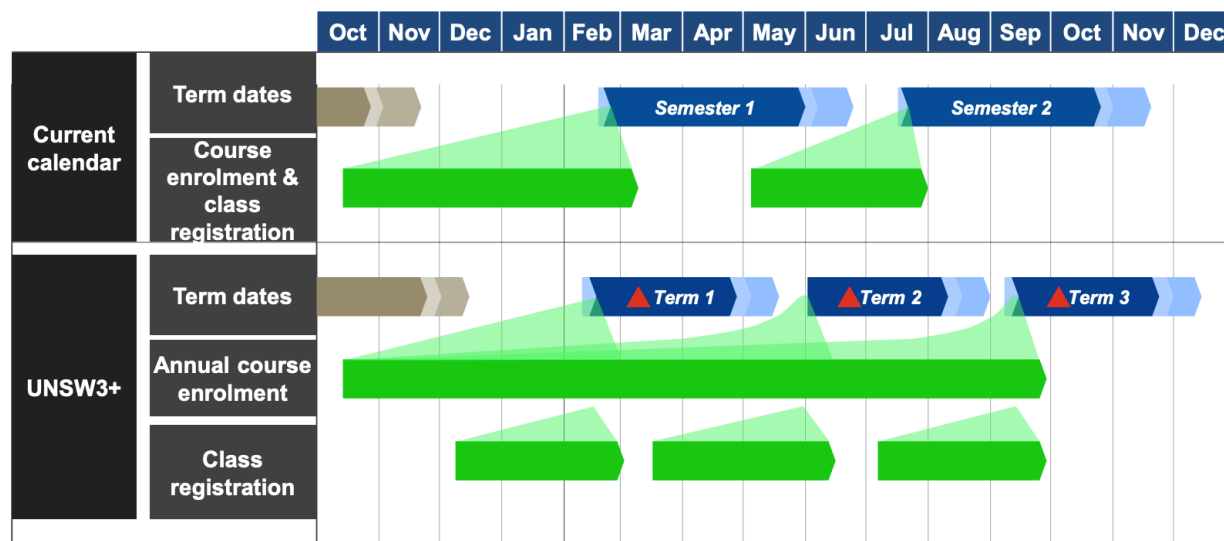 Oct Nov Dec Jan Feb Mar Apr May Jun Jul Aug Sep Oct Nov Dec
Current
calendar
Term dates
Semester 1
Semester 2
Course
enrolment &
class
registration
UNSW3+
Term dates
Term 1
Term 2
Term 3
Annual course
enrolment
Class
registration